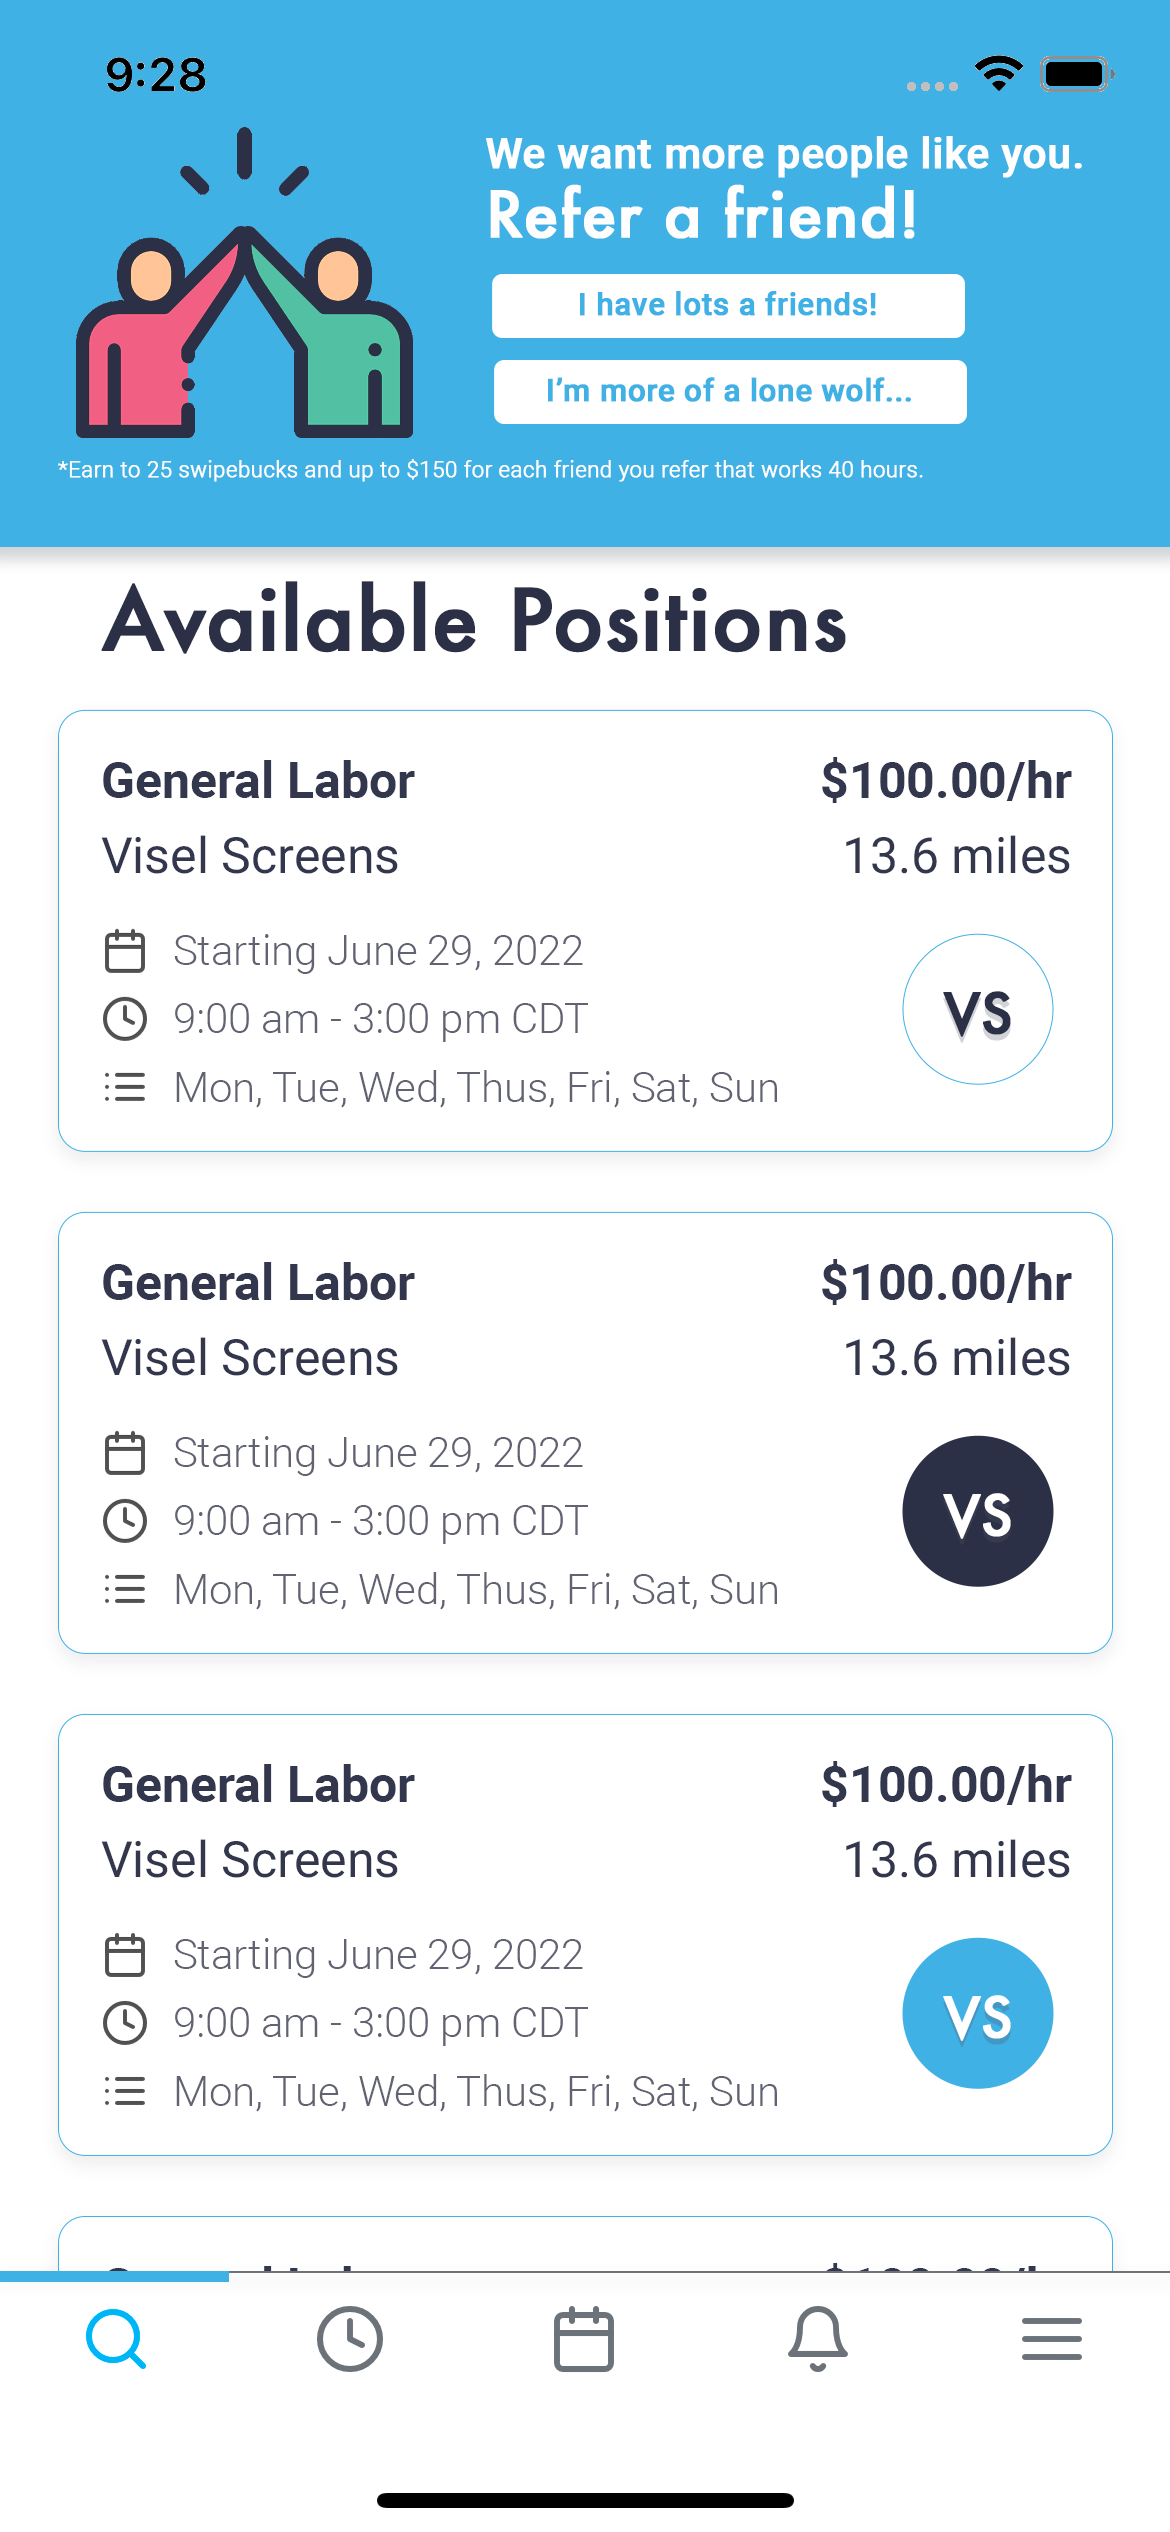 9:28
We want more people like you.
Refer a friend!
I have lots a friends!
I’m more of a lone wolf...
*Earn to 25 swipebucks and up to $150 for each friend you refer that works 40 hours.
Available Positions
General Labor $100.00/hr
Visel Screens 13.6 miles
Starting June 29, 2022
9:00 am - 3:00 pm CDT
VS
Mon, Tue, Wed, Thus, Fri, Sat, Sun
General Labor $100.00/hr
Visel Screens 13.6 miles
Starting June 29, 2022
9:00 am - 3:00 pm CDT
VS
Mon, Tue, Wed, Thus, Fri, Sat, Sun
General Labor $100.00/hr
Visel Screens 13.6 miles
Starting June 29, 2022
9:00 am - 3:00 pm CDT
VS
Mon, Tue, Wed, Thus, Fri, Sat, Sun